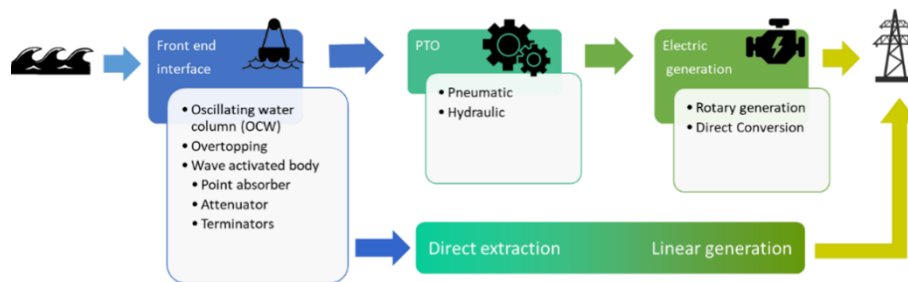 Front end
interface
• Oscillating water
column (OCW)
• Overtopping
• Wave activated body
• Point absorber
• Attenuator
• Terminators
PTO
• Pneumatic
• Hydraulic
Electric
generation
• Rotary generation
• Direct Conversion
Direct extraction
Linear generation